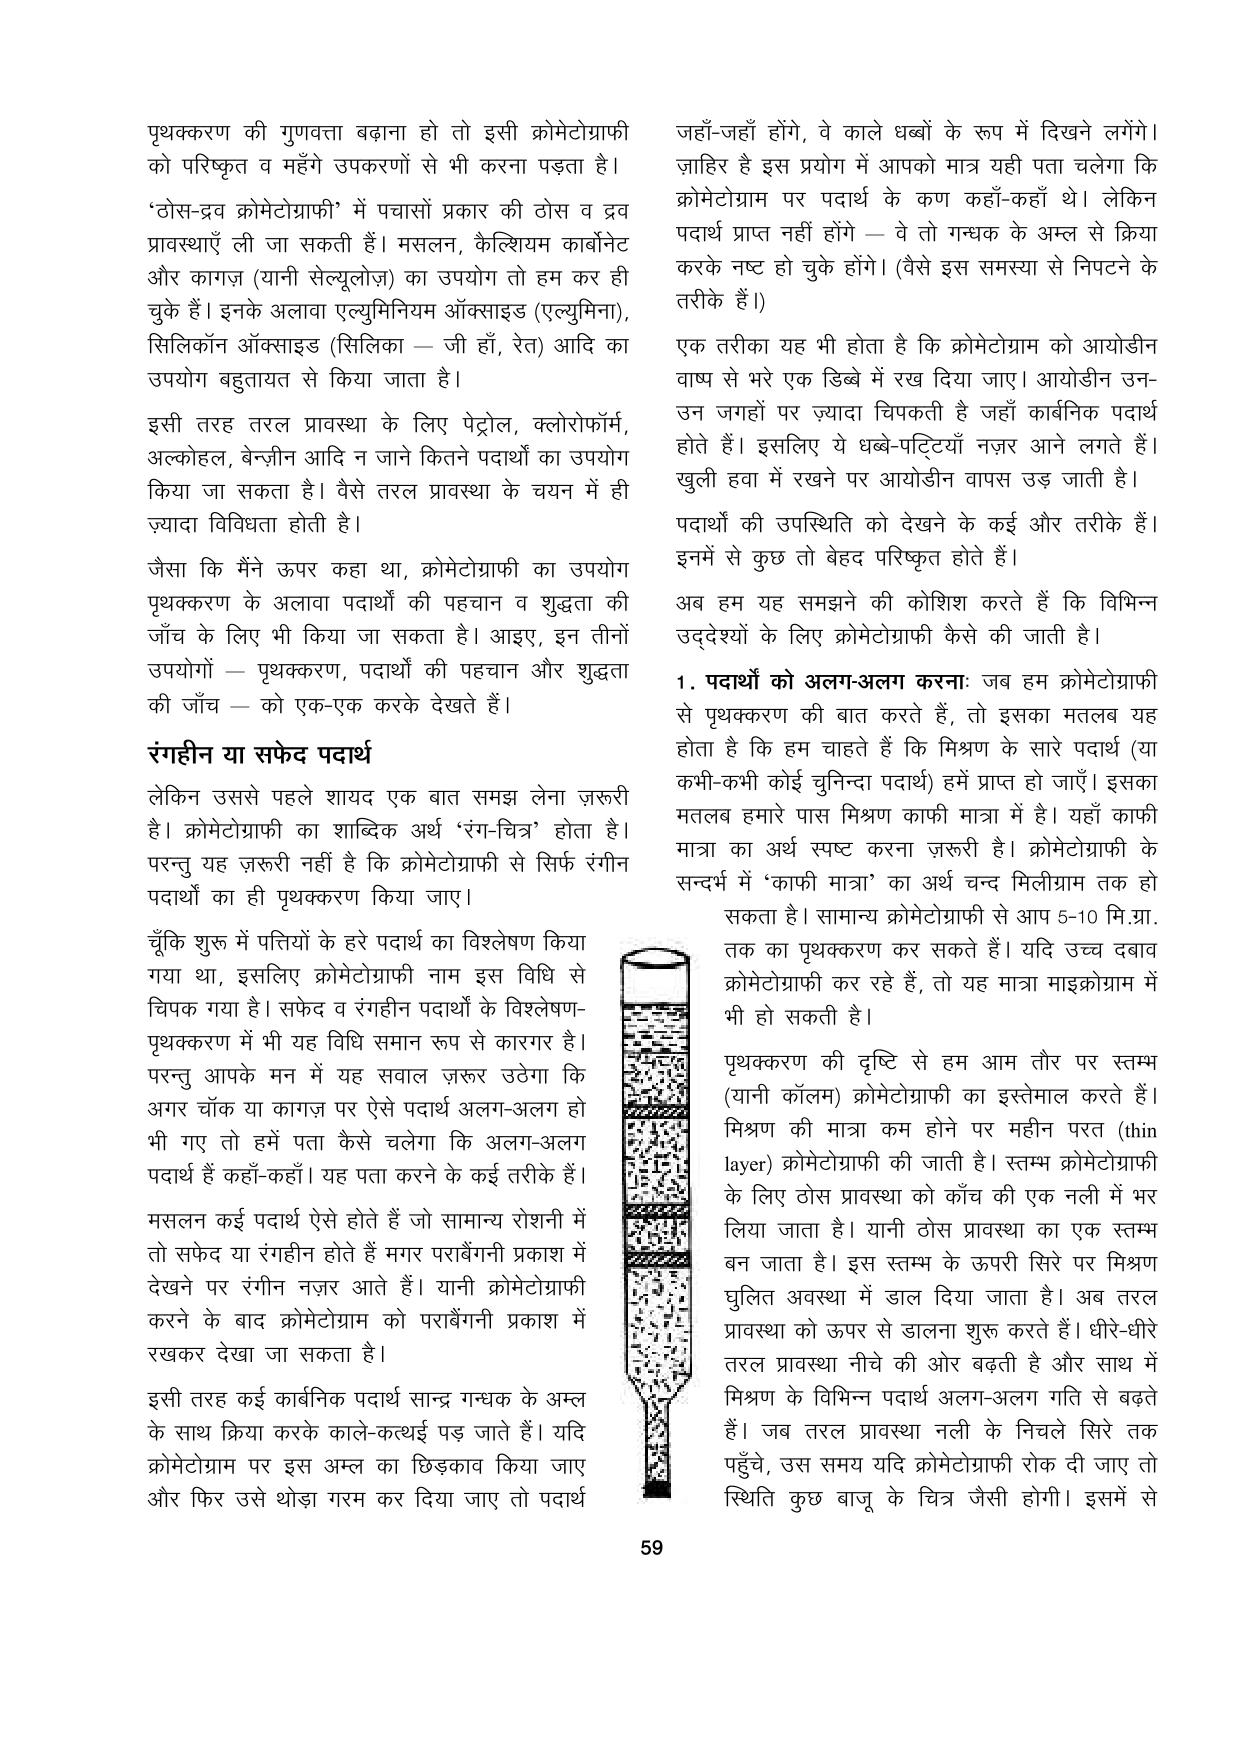 पृथक्करण की गुणवत्ता बढ़ाना हो तो इसी क्रोमेटोग्राफी
को परिष्कृत व महँगे उपकरणों से भी करना पड़ता है।
‘ठोस-द्रव क्रोमेटोग्राफी’ में पचासों प्रकार की ठोस व द्रव
प्रावस्थाएँ ली जा सकती हैं। मसलन, कैल्शियम कार्बोनेट
और कागज़ (यानी सेल्यूलोज़) का उपयोग तो हम कर ही
चुके हैं। इनके अलावा एल्युमिनियम ऑक्साइड (एल्युमिना),
सिलिकॉन ऑक्साइड (सिलिका — जी हाँ, रेत) आदि का
उपयोग बहुतायत से किया जाता है।
इसी तरह तरल प्रावस्था के लिए पेट्रोल, क्लोरोफॉर्म,
अल्कोहल, बेन्ज़ीन आदि न जाने कितने पदार्थों का उपयोग
किया जा सकता है। वैसे तरल प्रावस्था के चयन में ही
ज़्यादा विविधता होती है।
जैसा कि मैंने ऊपर कहा था, क्रोमेटोग्राफी का उपयोग
पृथक्करण के अलावा पदार्थों की पहचान व शुद्धता की
जाँच के लिए भी किया जा सकता है। आइए, इन तीनों
उपयोगों — पृथक्करण, पदार्थों की पहचान और शुद्धता
की जाँच — को एक-एक करके देखते हैं।
रंगहीन या सफेद पदार्थ
लेकिन उससे पहले शायद एक बात समझ लेना ज़रूरी
है। क्रोमेटोग्राफी का शाब्दिक अर्थ ‘रंग-चित्र’ होता है।
परन्तु यह ज़रूरी नहीं है कि क्रोमेटोग्राफी से सिर्फ रंगीन
पदार्थों का ही पृथक्करण किया जाए।
चूँकि शुरू में पत्तियों के हरे पदार्थ का विश्लेषण किया
गया था, इसलिए क्रोमेटोग्राफी नाम इस विधि से
चिपक गया है। सफेद व रंगहीन पदार्थों के विश्लेषण-
पृथक्करण में भी यह विधि समान रूप से कारगर है।
परन्तु आपके मन में यह सवाल ज़रूर उठेगा कि
अगर चॉक या कागज़ पर ऐसे पदार्थ अलग-अलग हो
भी गए तो हमें पता कैसे चलेगा कि अलग-अलग
पदार्थ हैं कहाँ-कहाँ। यह पता करने के कई तरीके हैं।
मसलन कई पदार्थ ऐसे होते हैं जो सामान्य रोशनी में
तो सफेद या रंगहीन होते हैं मगर पराबैंगनी प्रकाश में
देखने पर रंगीन नज़र आते हैं। यानी क्रोमेटोग्राफी
करने के बाद क्रोमेटोग्राम को पराबैंगनी प्रकाश में
रखकर देखा जा सकता है।
इसी तरह कई कार्बनिक पदार्थ सान्द्र गन्धक के अम्ल
के साथ क्रिया करके काले-कत्थई पड़ जाते हैं। यदि
क्रोमेटोग्राम पर इस अम्ल का छिड़काव किया जाए
और फिर उसे थोड़ा गरम कर दिया जाए तो पदार्थ
जहाँ-जहाँ होंगे, वे काले धब्बों के रूप में दिखने लगेंगे।
ज़ाहिर है इस प्रयोग में आपको मात्र यही पता चलेगा कि
क्रोमेटोग्राम पर पदार्थ के कण कहाँ-कहाँ थे। लेकिन
पदार्थ प्राप्त नहीं होंगे — वे तो गन्धक के अम्ल से क्रिया
करके नष्ट हो चुके होंगे। (वैसे इस समस्या से निपटने के
तरीके हैं।)
एक तरीका यह भी होता है कि क्रोमेटोग्राम को आयोडीन
वाष्प से भरे एक डिब्बे में रख दिया जाए। आयोडीन उन-
उन जगहों पर ज़्यादा चिपकती है जहाँ कार्बनिक पदार्थ
होते हैं। इसलिए ये धब्बे-पट्टियाँ नज़र आने लगते हैं।
खुली हवा में रखने पर आयोडीन वापस उड़ जाती है।
पदार्थों की उपस्थिति को देखने के कई और तरीके हैं।
इनमें से कुछ तो बेहद परिष्कृत होते हैं।
अब हम यह समझने की कोशिश करते हैं कि विभिन्न
उद्देश्यों के लिए क्रोमेटोग्राफी कैसे की जाती है।
1. पदार्थों को अलग-अलग करनाः जब हम क्रोमेटोग्राफी
से पृथक्करण की बात करते हैं, तो इसका मतलब यह
होता है कि हम चाहते हैं कि मिश्रण के सारे पदार्थ (या
कभी-कभी कोई चुनिन्दा पदार्थ) हमें प्राप्त हो जाएँ। इसका
मतलब हमारे पास मिश्रण काफी मात्रा में है। यहाँ काफी
मात्रा का अर्थ स्पष्ट करना ज़रूरी है। क्रोमेटोग्राफी के
सन्दर्भ में ‘काफी मात्रा’ का अर्थ चन्द मिलीग्राम तक हो
सकता है। सामान्य क्रोमेटोग्राफी से आप 5-10 मि.ग्रा.
तक का पृथक्करण कर सकते हैं। यदि उच्च दबाव
क्रोमेटोग्राफी कर रहे हैं, तो यह मात्रा माइक्रोग्राम में
भी हो सकती है।
पृथक्करण की दृष्टि से हम आम तौर पर स्तम्भ
(यानी कॉलम) क्रोमेटोग्राफी का इस्तेमाल करते हैं।
मिश्रण की मात्रा कम होने पर महीन परत (thin
layer) क्रोमेटोग्राफी की जाती है। स्तम्भ क्रोमेटोग्राफी
के लिए ठोस प्रावस्था को काँच की एक नली में भर
लिया जाता है। यानी ठोस प्रावस्था का एक स्तम्भ
बन जाता है। इस स्तम्भ के ऊपरी सिरे पर मिश्रण
घुलित अवस्था में डाल दिया जाता है। अब तरल
प्रावस्था को ऊपर से डालना शुरू करते हैं। धीरे-धीरे
तरल प्रावस्था नीचे की ओर बढ़ती है और साथ में
मिश्रण के विभिन्न पदार्थ अलग-अलग गति से बढ़ते
हैं। जब तरल प्रावस्था नली के निचले सिरे तक
पहुँचे, उस समय यदि क्रोमेटोग्राफी रोक दी जाए तो
स्थिति कुछ बाजू के चित्र जैसी होगी। इसमें से
59